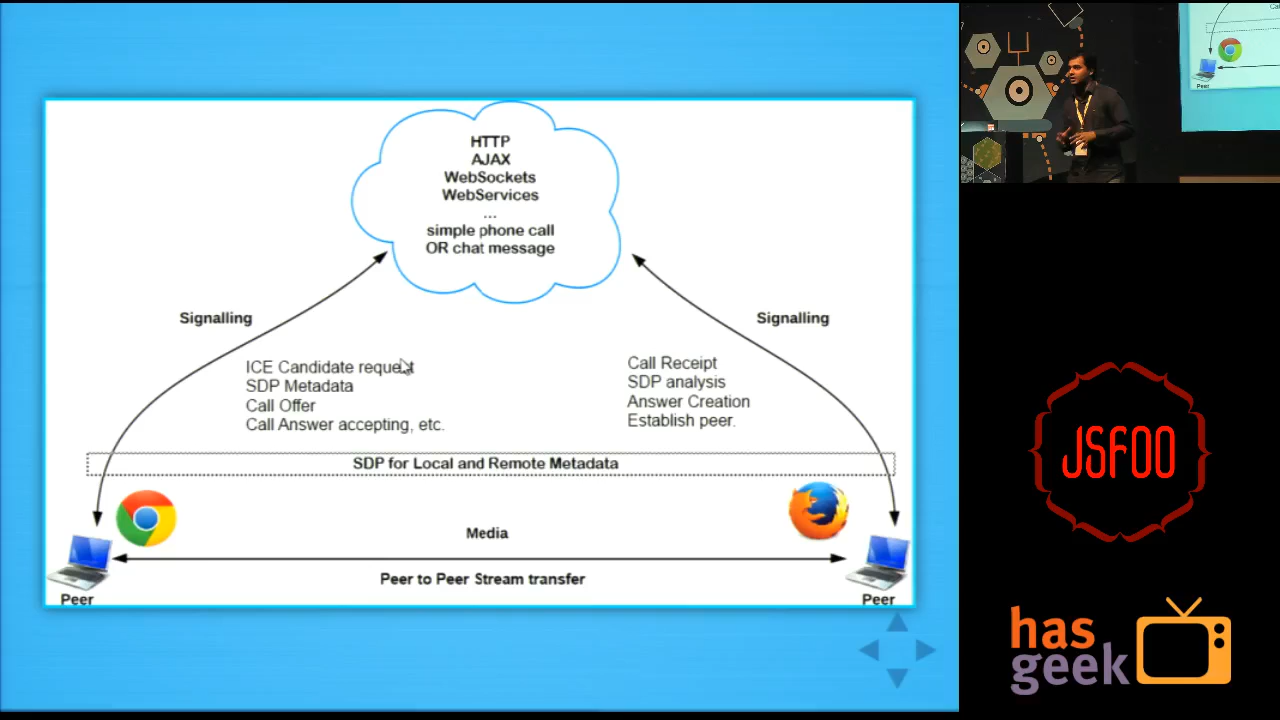 HTTP
AJAX
WebSockets
WebServices
...
simple phone call
OR chat message
Signalling
Signalling
ICE Candidate request
SDP Metadata
Call Offer
Call Answer accepting, etc.
Call Receipt
SDP analysis
Answer Creation
Establish peer.
SDP for Local and Remote Metadata
Media
Peer to Peer Stream transfer
Peer
Peer
Peer
JSFOO
has
geek